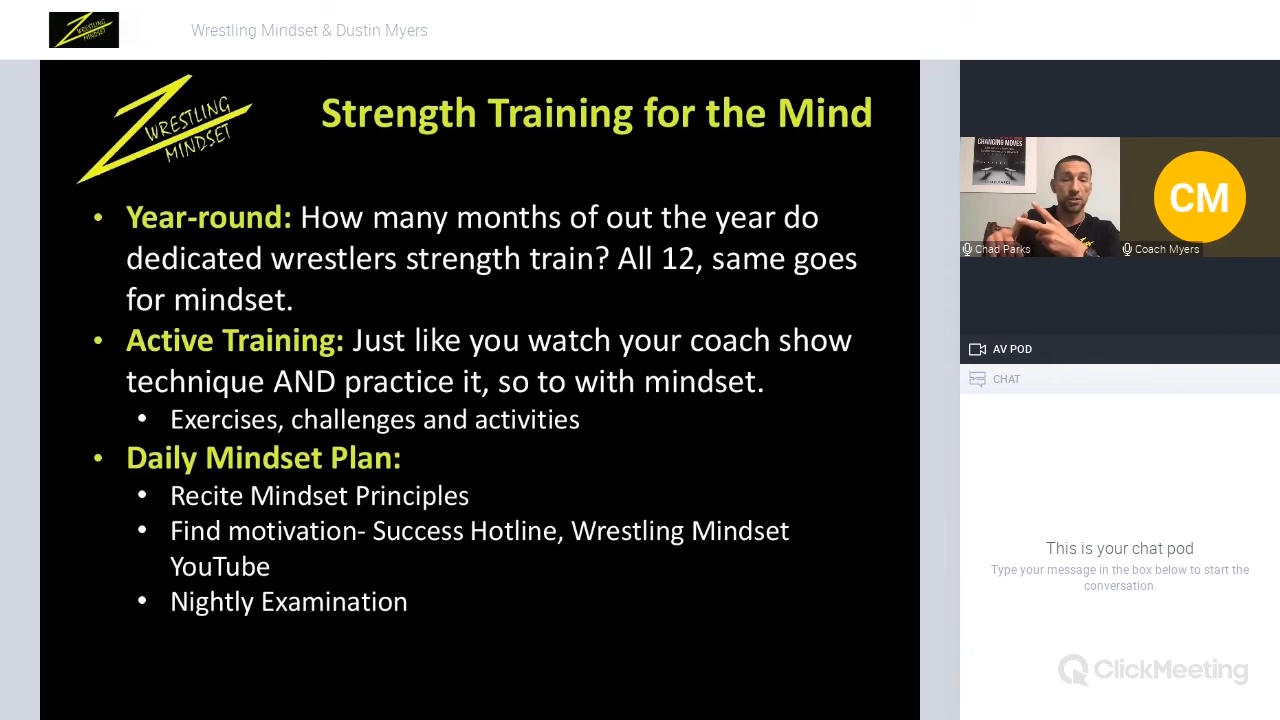 WRESTLING
MINDSET
Wrestling Mindset & Dustin Myers
WRESTLING
MINDSET
Strength Training for the Mind
• Year-round: How many months of out the year do
dedicated wrestlers strength train? All 12, same goes
for mindset.
• Active Training: Just like you watch your coach show
technique AND practice it, so to with mindset.
• Exercises, challenges and activities
• Daily Mindset Plan:
• Recite Mindset Principles
• Find motivation- Success Hotline, Wrestling Mindset
YouTube
• Nightly Examination
CHANGING MOVES
CM
Chad Parks
Coach Myers
AV POD
CHAT
This is your chat pod
Type your message in the box below to start the
conversation.
ClickMeeting